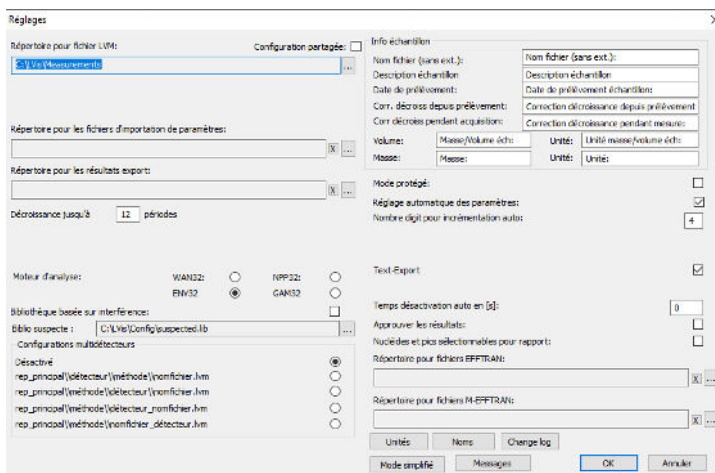 Réglages
Répertoire pour fichier LVM:
Configuration partagée:
C:\LVis\Measurements
...
Répertoire pour les fichiers d'importation de paramètres:
X ...
Répertoire pour les résultats export:
X ...
Décroissance jusqu'à 12 périodes
Moteur d'analyse: WAN32: NPP32:
ENV32 GAM32:
Bibliothèque basée sur interférence:
Biblio suspecte : C:\LVis\Config\suspected.lib ...
Configurations multidétecteurs
Désactivé
rep_principal\\détecteur\\méthode\\nomfichier.lvm
rep_principal\\méthode\\détecteur\\nomfichier.lvm
rep_principal\\méthode\\détecteur_nomfichier.lvm
rep_principal\\méthode\\nomfichier_détecteur.lvm
Info échantillon
Nom fichier (sans ext.): Nom fichier (sans ext.):
Description échantillon Description échantillon
Date de prélèvement: Date de prélèvement échantillon:
Corr. décroiss depuis prélèvement: Correction décroissance depuis prélèvement
Corr décroiss pendant acquisition: Correction décroissance pendant mesure:
Volume: Masse/Volume éch: Unité: Unité masse/volume éch:
Masse: Masse: Unité: Unité:
Mode protégé:
Réglage automatique des paramètres:
Nombre digit pour incrémentation auto: 4
Text-Export
Temps désactivation auto en [s]: 0
Approuver les résultats:
Nucléides et pics sélectionnables pour rapport:
Répertoire pour fichiers EFFTRAN:
X ...
Répertoire pour fichiers M-EFFTRAN:
X ...
Unités Noms Change log
Mode simplifié Messages OK Annuler